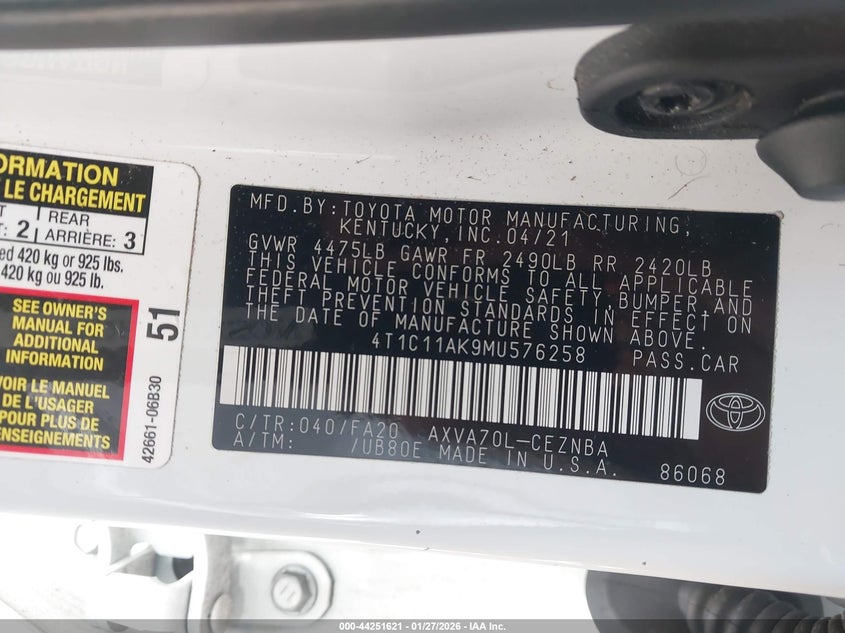 ORMATION
LE CHARGEMENT
2
REAR
ARRIÈRE: 3
ed 420 kg or 925 lbs.
420 kg ou 925 lb.
SEE OWNER'S
MANUAL FOR
ADDITIONAL
INFORMATION
VOIR LE MANUEL
DE L'USAGER
POUR PLUS DE
ENSEIGNEMENTS
51
42661-06B30
MFD.BY:TOYOTA MOTOR MANUFACTURING,
KENTUCKY,INC.04/21
GVWR 4475LB GAWR FR 2490LB RR 2420LB
THIS VEHICLE CONFORMS TO ALL APPLICABLE
FEDERAL MOTOR VEHICLE SAFETY,BUMPER,AND
THEFT PREVENTION STANDARDS IN EFFECT ON
THE DATE OF MANUFACTURE SHOWN ABOVE.
4T1C11AK9MU576258 PASS.CAR
C/TR:040/FA20 AXVA70L-CEZNBA
A/TM: /UB80E MADE IN U.S.A. 86068
000-44251621 - 01/27/2026 - IAA Inc.